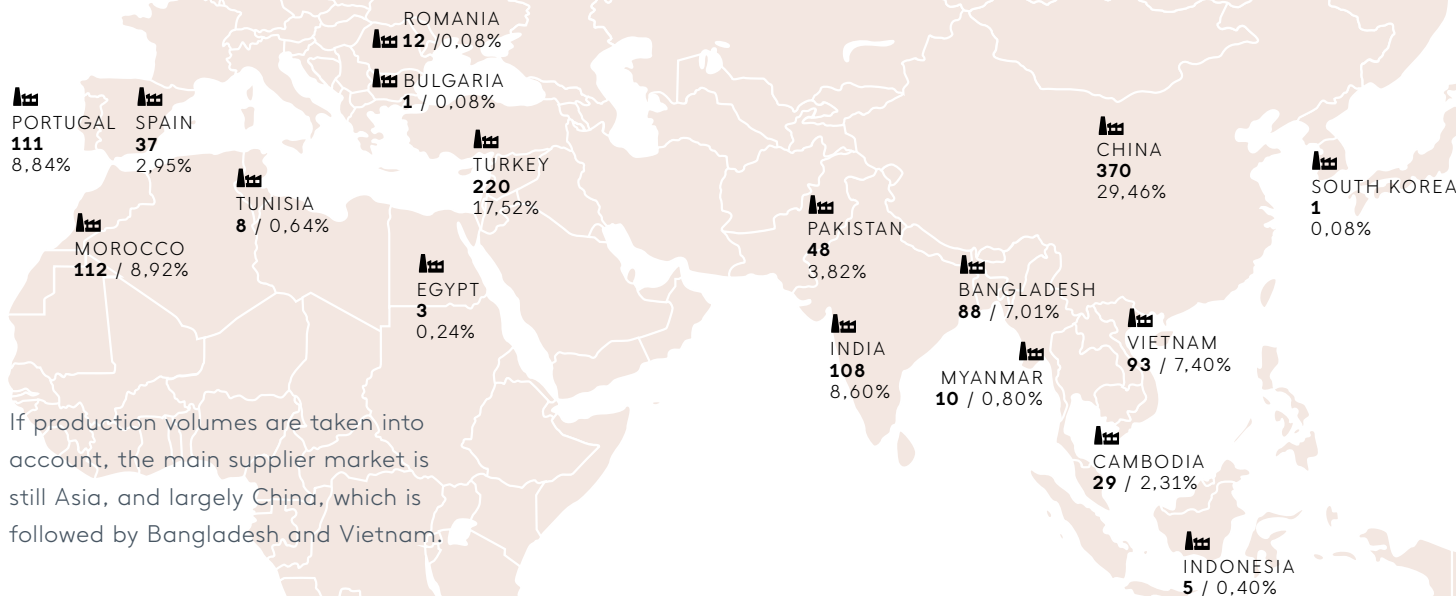 ROMANIA
12 /0,08%
BULGARIA
1 / 0,08%
PORTUGAL
111
8,84%
SPAIN
37
2,95%
TURKEY
220
17,52%
TUNISIA
8 / 0,64%
MOROCCO
112 / 8,92%
EGYPT
3
0,24%
CHINA
370
29,46%
SOUTH KOREA
1
0,08%
PAKISTAN
48
3,82%
BANGLADESH
88 / 7,01%
INDIA
108
8,60%
VIETNAM
93 / 7,40%
MYANMAR
10 / 0,80%
CAMBODIA
29 / 2,31%
INDONESIA
5 / 0,40%
If production volumes are taken into
account, the main supplier market is
still Asia, and largely China, which is
followed by Bangladesh and Vietnam.